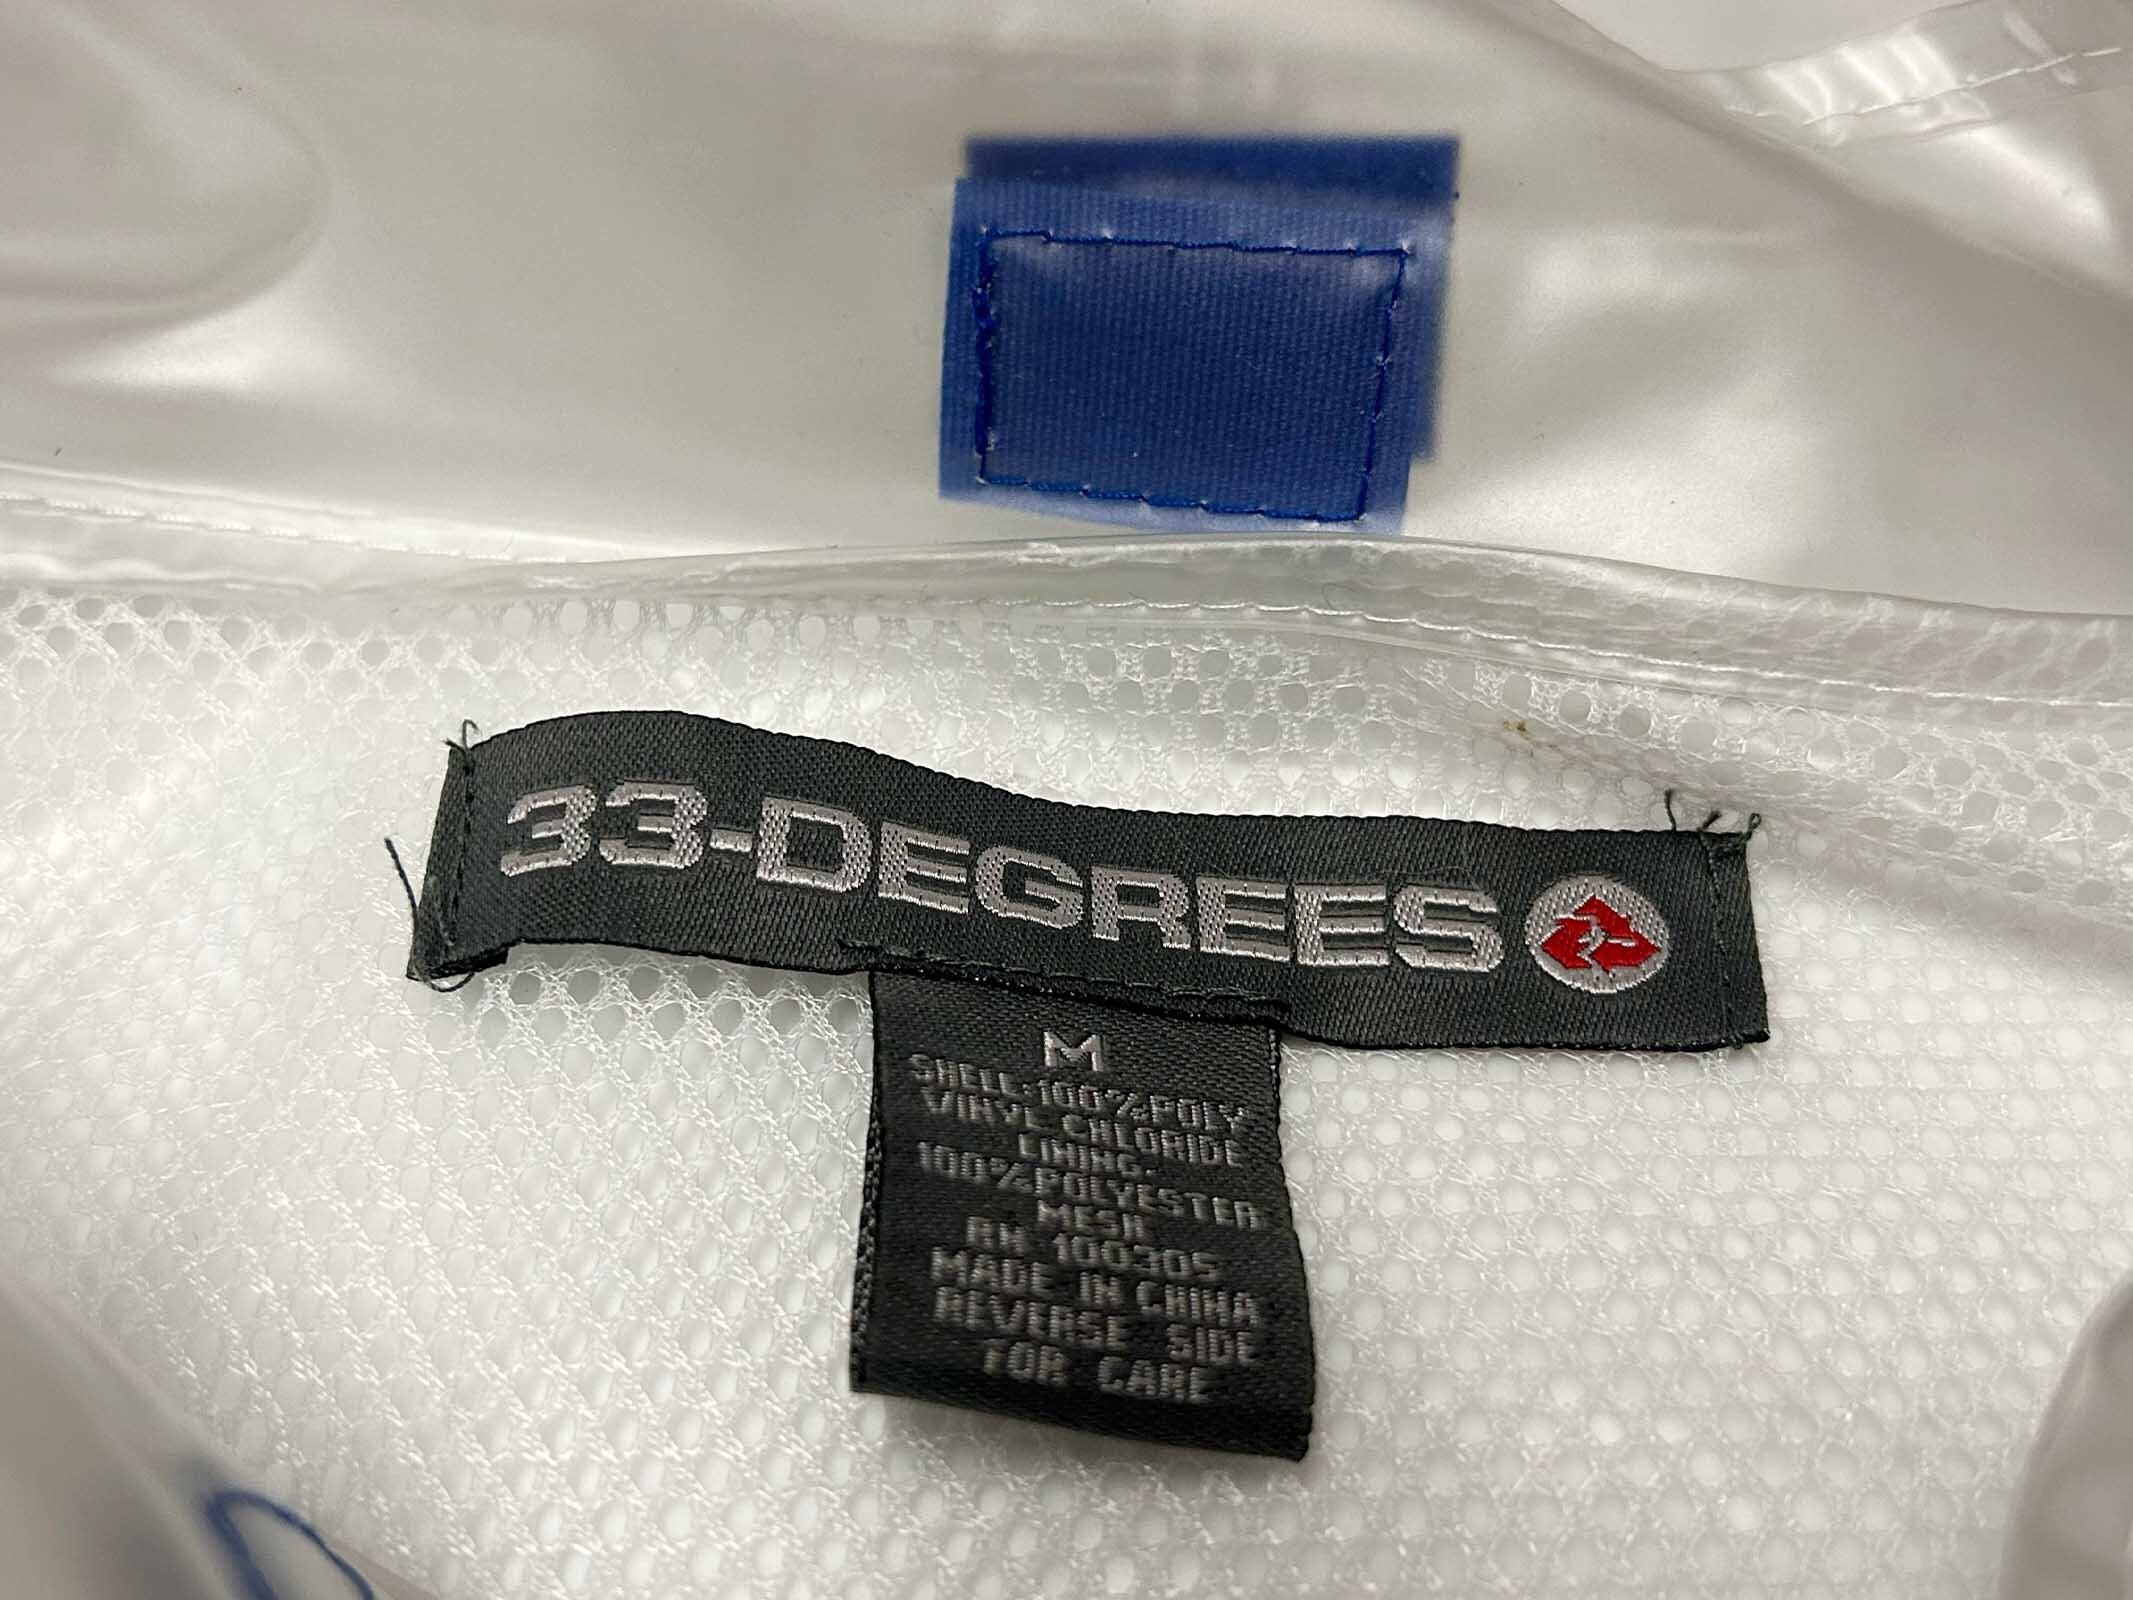 33-DEGREES
M
SHELL:100%POLY
VINYL CHLORIDE
LINING:
100%POLYESTER
MESH
RN 100305
MADE IN CHINA
REVERSE SIDE
FOR CARE